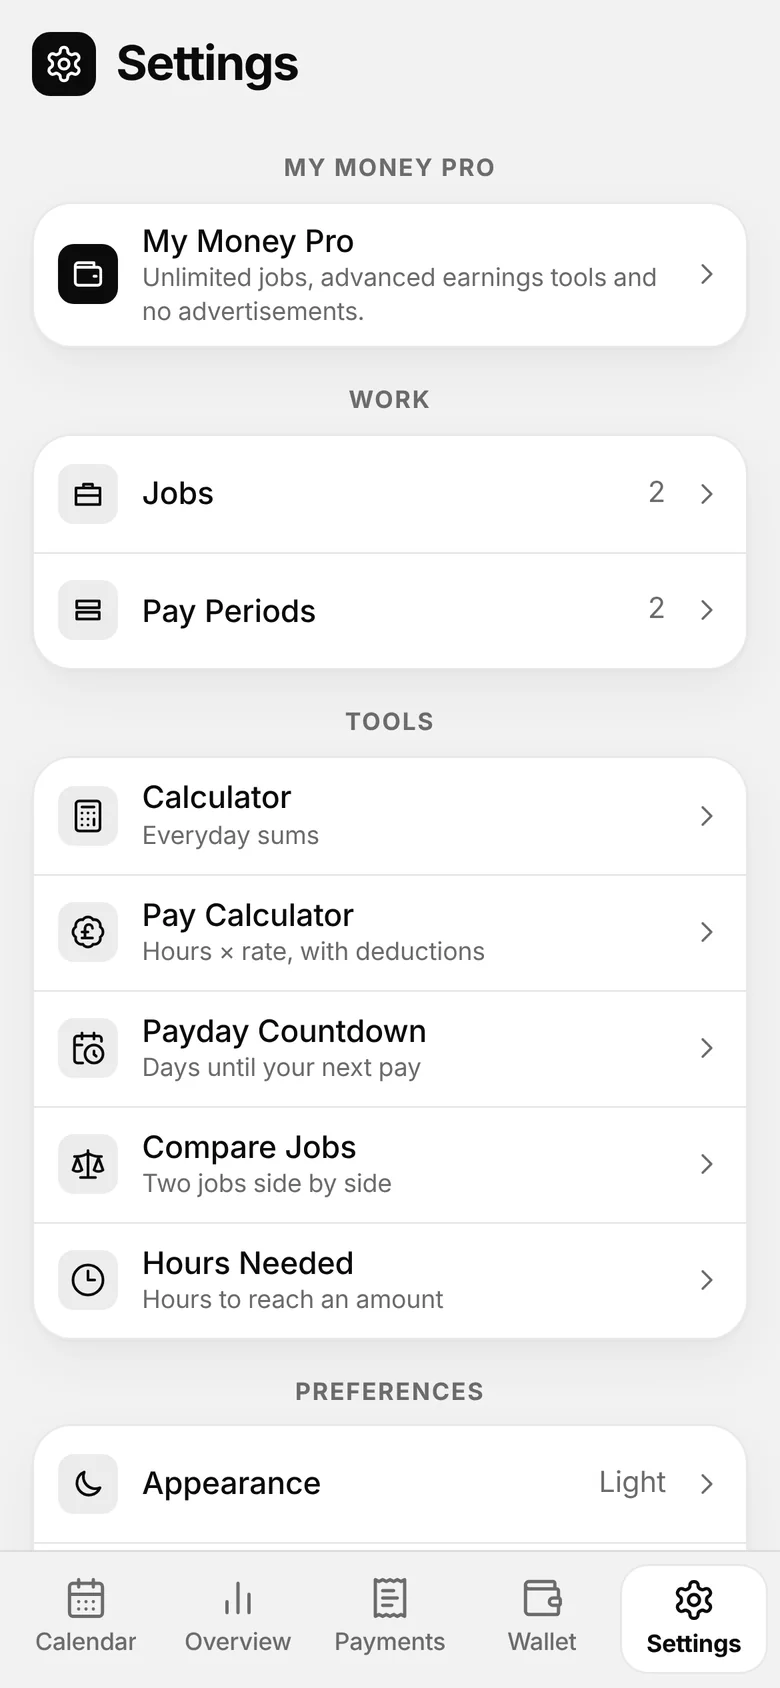 Settings
MY MONEY PRO
My Money Pro
Unlimited jobs, advanced earnings tools and
no advertisements.
WORK
Jobs 2
Pay Periods 2
TOOLS
Calculator
Everyday sums
Pay Calculator
Hours × rate, with deductions
Payday Countdown
Days until your next pay
Compare Jobs
Two jobs side by side
Hours Needed
Hours to reach an amount
PREFERENCES
Appearance Light
Calendar Overview Payments Wallet Settings